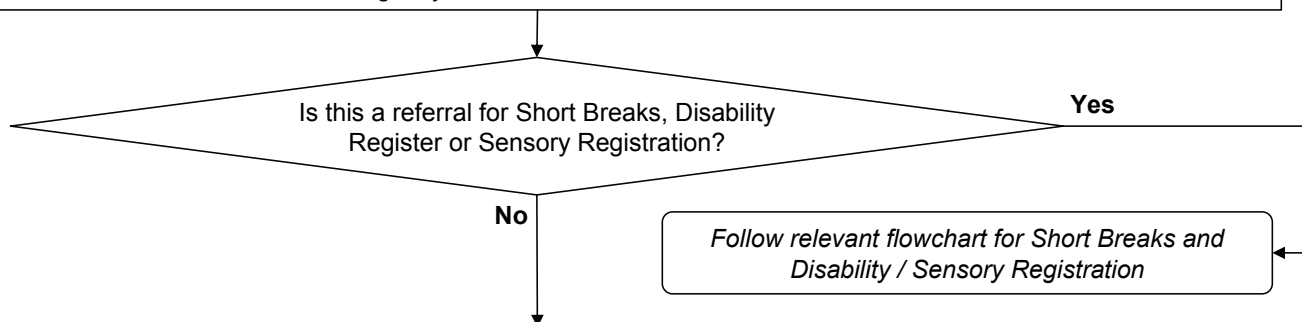 Is this a referral for Short Breaks, Disability
Register or Sensory Registration?
Yes
No
Follow relevant flowchart for Short Breaks and
Disability / Sensory Registration